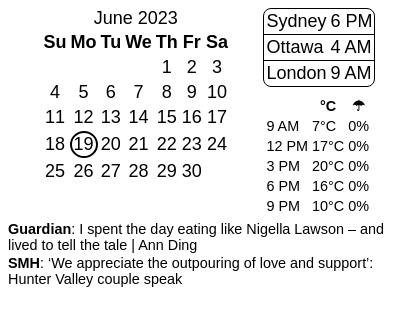 June 2023
Su Mo Tu We Th Fr Sa
1 2 3
4 5 6 7 8 9 10
11 12 13 14 15 16 17
18 19 20 21 22 23 24
25 26 27 28 29 30
Sydney 6 PM
Ottawa 4 AM
London 9 AM
°C ☂
9 AM 7°C 0%
12 PM 17°C 0%
3 PM 20°C 0%
6 PM 16°C 0%
9 PM 10°C 0%
Guardian: I spent the day eating like Nigella Lawson – and
lived to tell the tale | Ann Ding
SMH: ‘We appreciate the outpouring of love and support’:
Hunter Valley couple speak